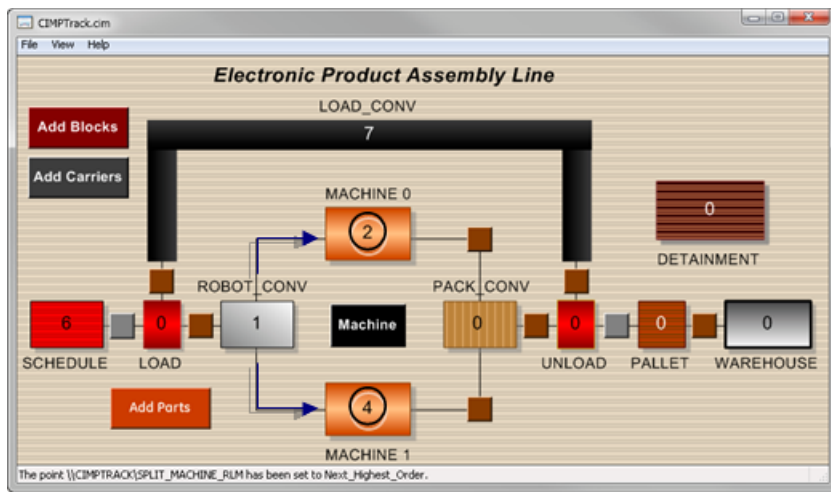 CIMPTrack.cim
File View Help
Electronic Product Assembly Line
LOAD_CONV
7
Add Blocks
Add Carriers
MACHINE 0
2
0
DETAINMENT
ROBOT_CONV
PACK_CONV
6
0
1
Machine
0
0
0
0
SCHEDULE
LOAD
UNLOAD
PALLET
WAREHOUSE
Add Parts
4
MACHINE 1
The point \\CIMPTRACK\SPLIT_MACHINE_RLM has been set to Next_Highest_Order.